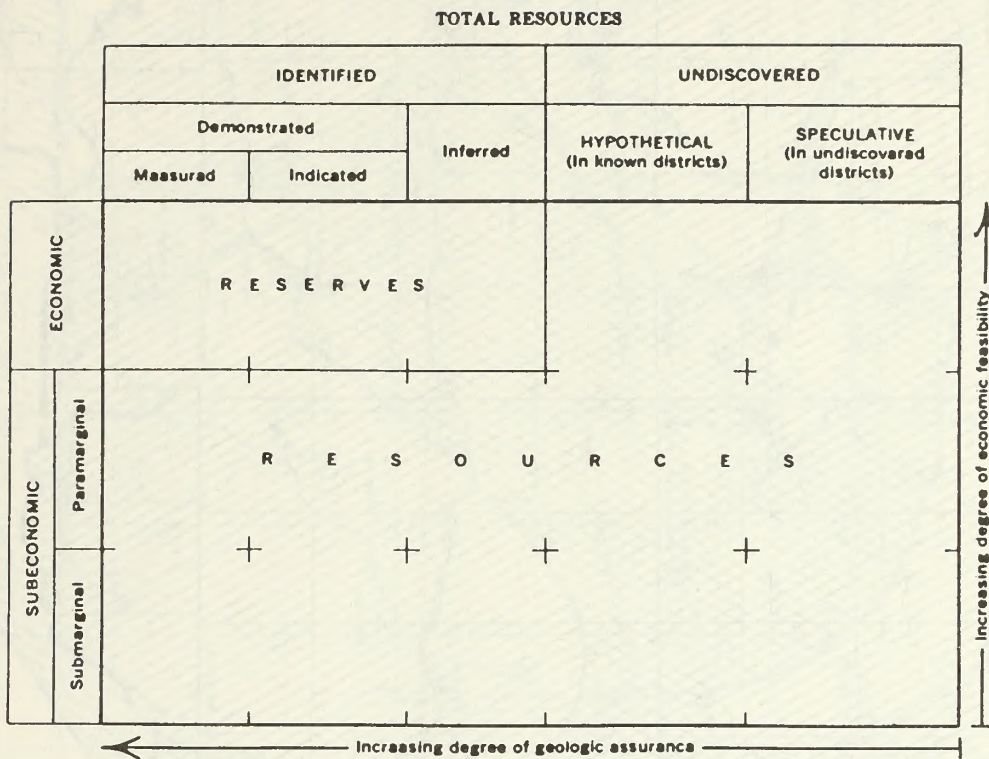 TOTAL RESOURCES
IDENTIFIED
UNDISCOVERED
Demonstrated
Inferred
HYPOTHETICAL
(In known districts)
SPECULATIVE
(In undiscovarad
districts)
Maasurad
Indicated
ECONOMIC
RESERVES
SUBECONOMIC
Paramarginal
RESOURCES
Submarginal
Increasing degree of economic feasibility
Incraasing degree of geologic assuranca